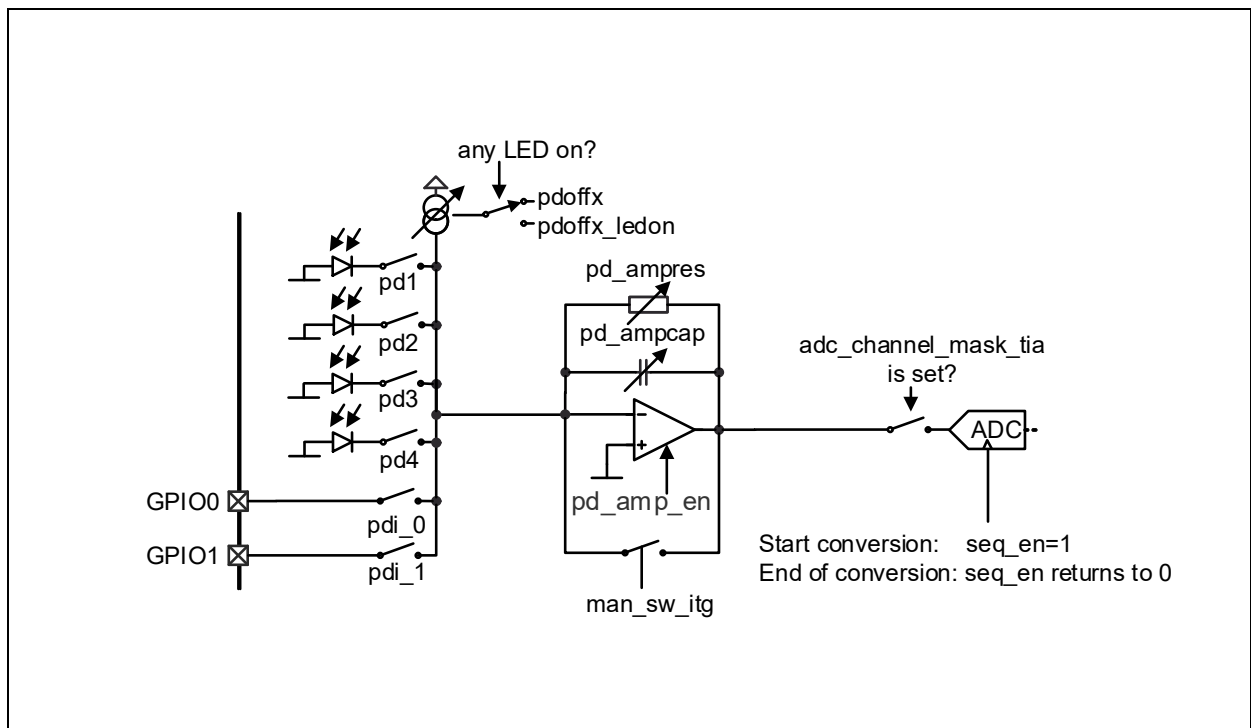 any LED on?
pdoffx
pdoffx_ledon
pd1
pd2
pd3
pd4
GPIO0
pdi_0
GPIO1
pdi_1
pd_ampres
pd_ampcap
pd_amp_en
man_sw_itg
adc_channel_mask_tia
is set?
ADC
Start conversion: seq_en=1
End of conversion: seq_en returns to 0